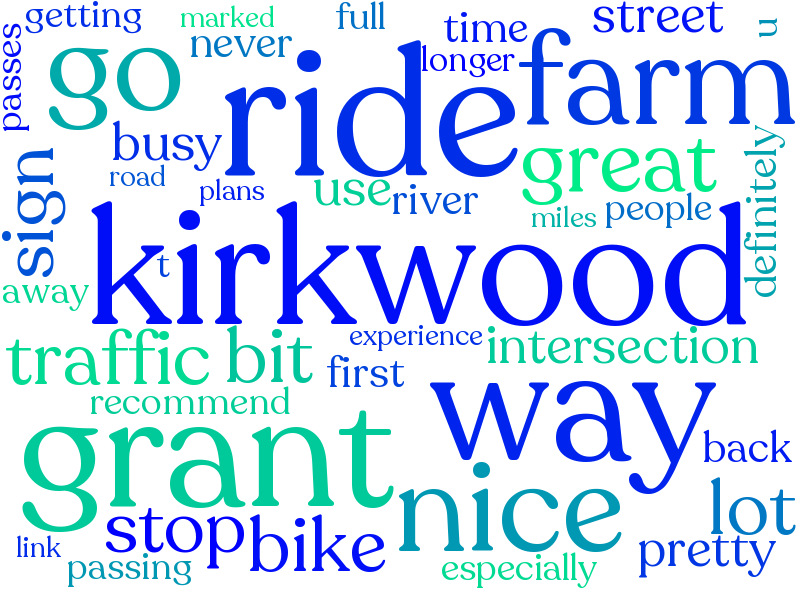 getting
marked
full
time
street
u
passes
never
longer
go
ride
farm
busy
road
plans
use
river
great
miles
people
definitely
sign
kirkwood
t
away
traffic
bit
experience
first
intersection
recommend
way
grant
back
nice
lot
stop
bike
link
passing
especially
pretty